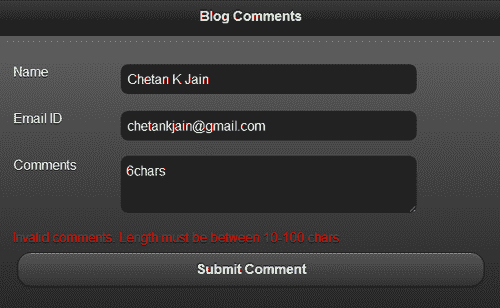 Blog Comments
Name
Chetan K Jain
Email ID
chetankjain@gmail.com
Comments
6chars
Invalid comments. Length must be between 10-100 chars
Submit Comment